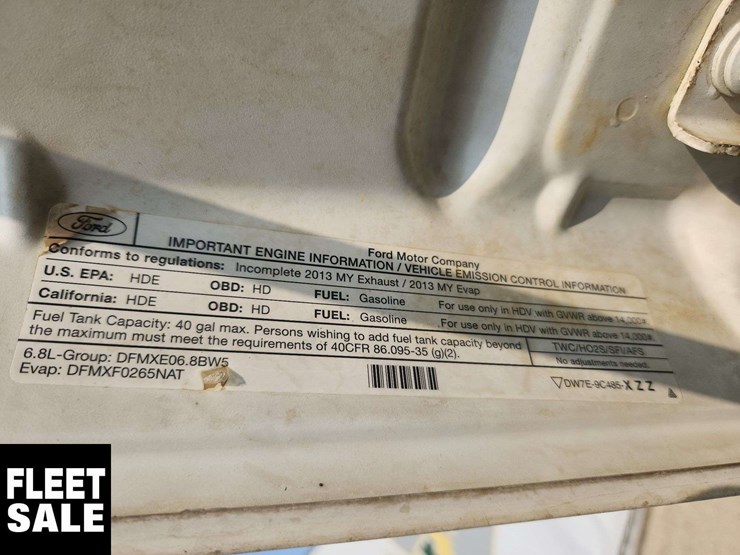 Ford
Ford Motor Company
IMPORTANT ENGINE INFORMATION / VEHICLE EMISSION CONTROL INFORMATION
Conforms to regulations: Incomplete 2013 MY Exhaust / 2013 MY Evap
U.S. EPA: HDE OBD: HD FUEL: Gasoline For use only in HDV with GVWR above 14,000#.
California: HDE OBD: HD FUEL: Gasoline For use only in HDV with GVWR above 14,000#.
Fuel Tank Capacity: 40 gal max. Persons wishing to add fuel tank capacity beyond
the maximum must meet the requirements of 40CFR 86.095-35 (g)(2).
TWC/HO2S/SFI/AFS
No adjustments needed.
6.8L-Group: DFMXE06.8BW5
Evap: DFMXF0265NAT
DW7E-9C485-XZZ
FLEET
SALE